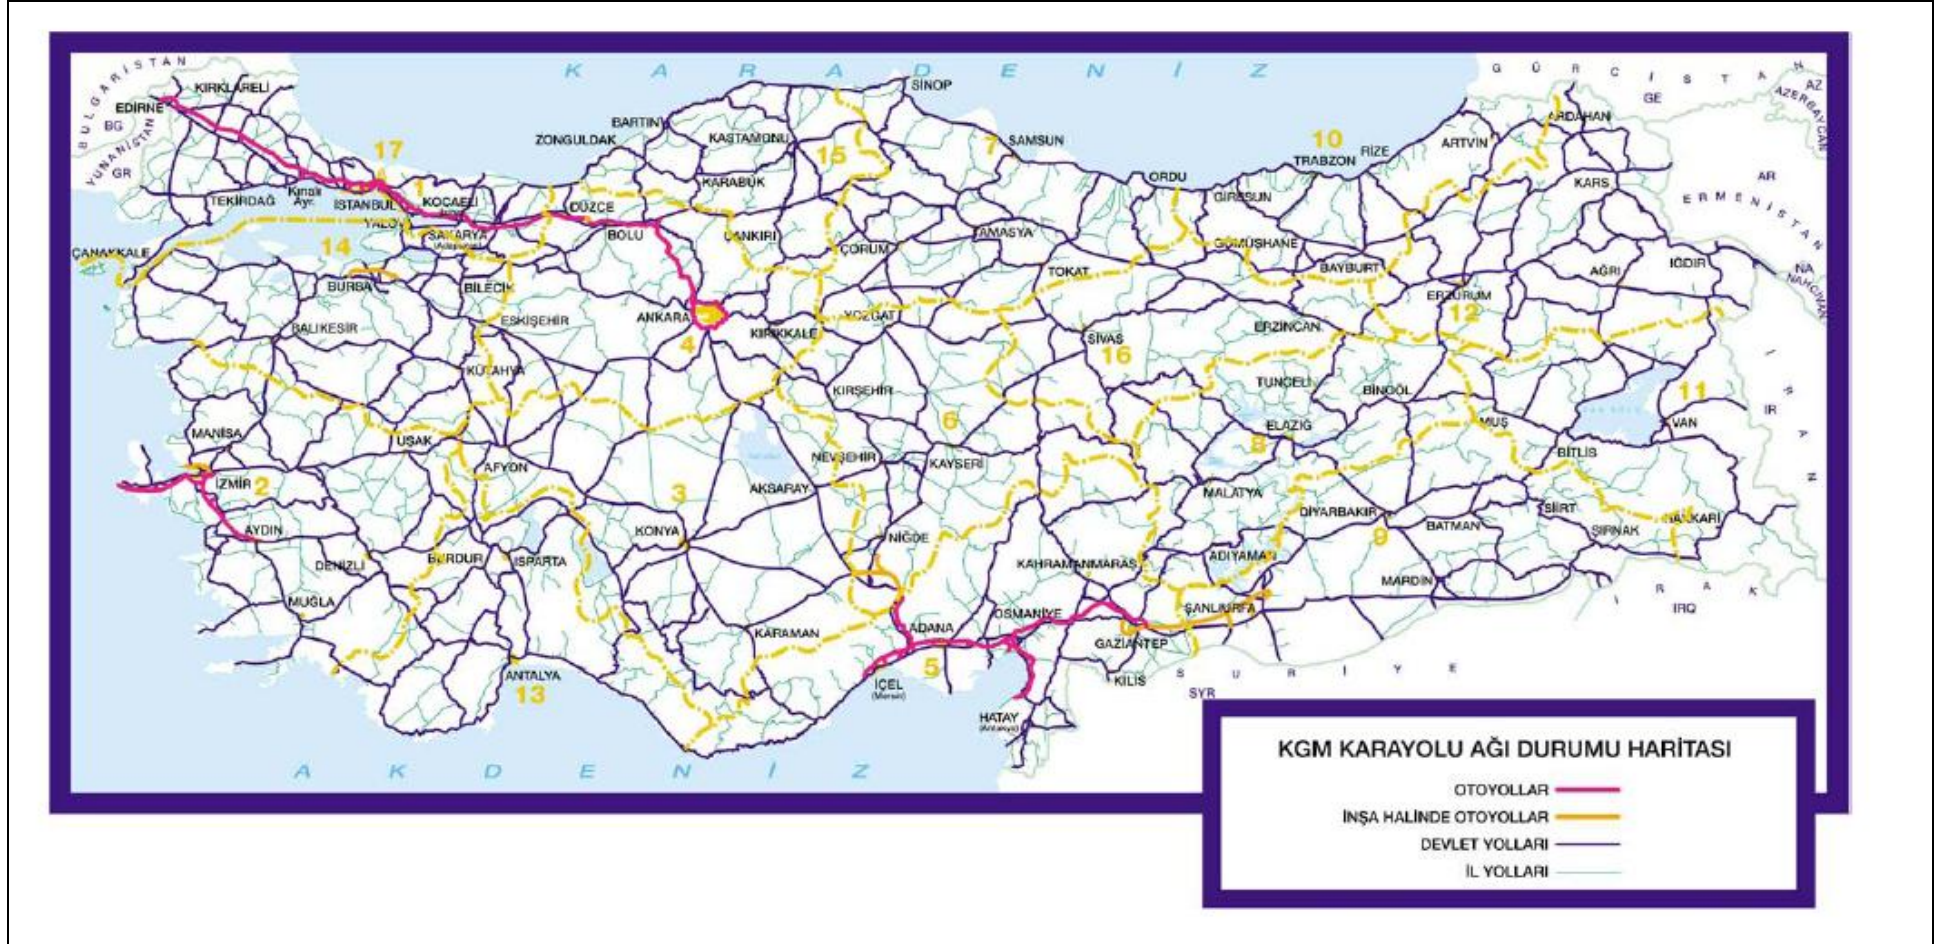 K A R A D E N İ Z
BULGARİSTAN
BG
YUNANİSTAN
GR
GÜRCİSTAN
GE
AZ
AZERBAYCAN
AR
ERMENİSTAN
NA
NAHCIVAN
KIRKLARELİ
EDİRNE
SİNOP
BARTIN
ZONGULDAK
KASTAMONU
15
7
SAMSUN
10
TRABZON
RİZE
ARTVİN
ARDAHAN
17
1
TEKİRDAĞ
Kınalı
Ayr.
İSTANBUL
KOCAELİ
YALOVA
SAKARYA
(Adapazarı)
DÜZCE
BOLU
KARABÜK
ÇANKIRI
ÇORUM
AMASYA
ORDU
GİRESUN
GÜMÜŞHANE
BAYBURT
KARS
ÇANAKKALE
14
BURSA
BİLECİK
BALIKESİR
ESKİŞEHİR
KÜTAHYA
ANKARA
4
KIRIKKALE
YOZGAT
TOKAT
SİVAS
16
ERZİNCAN
ERZURUM
12
AĞRI
IĞDIR
KIRŞEHİR
TUNCELİ
BİNGÖL
11
VAN
MANİSA
UŞAK
AFYON
İZMİR
2
AYDIN
NEVŞEHİR
6
KAYSERİ
AKSARAY
3
KONYA
NİĞDE
ELAZIĞ
8
MALATYA
MUŞ
BİTLİS
DİYARBAKIR
9
BATMAN
SİİRT
ŞIRNAK
HAKKARİ
İRAN
IR
DENİZLİ
BURDUR
ISPARTA
MUĞLA
KAHRAMANMARAŞ
ADIYAMAN
MARDİN
IRAK
IRQ
KARAMAN
ADANA
5
OSMANİYE
GAZİANTEP
ŞANLIURFA
KİLİS
SURİYE
SYR
ANTALYA
13
İÇEL
(Mersin)
HATAY
(Antakya)
A K D E N İ Z
KGM KARAYOLU AĞI DURUMU HARİTASI
OTOYOLLAR
İNŞA HALİNDE OTOYOLLAR
DEVLET YOLLARI
İL YOLLARI